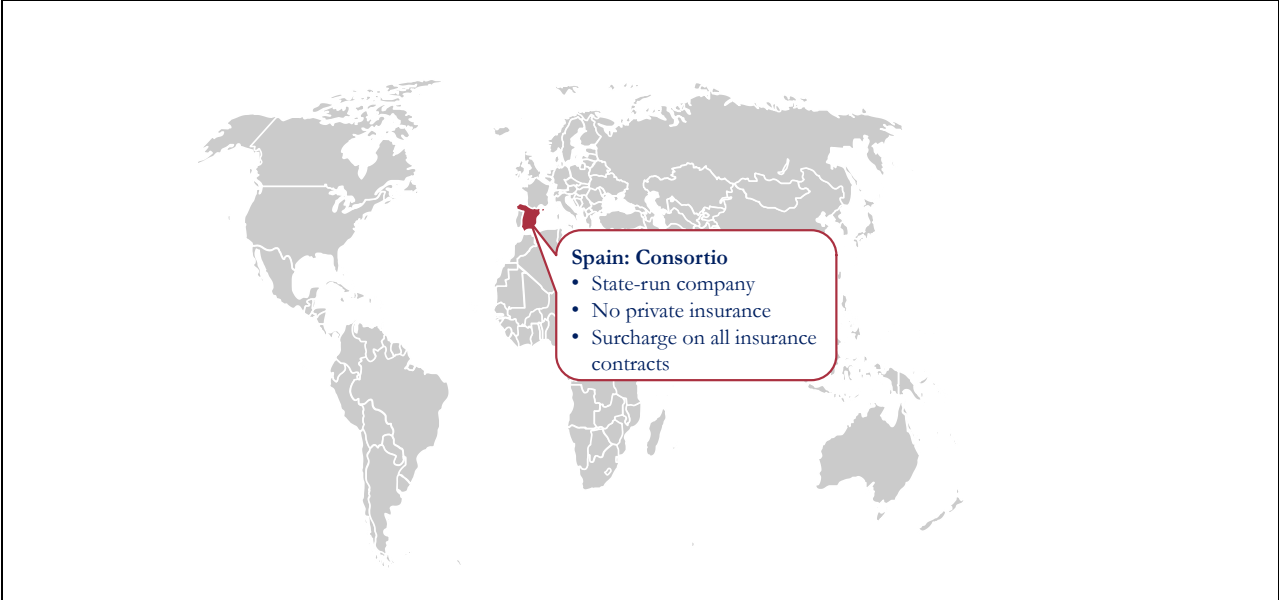 Spain: Consortio
• State-run company
• No private insurance
• Surcharge on all insurance
contracts